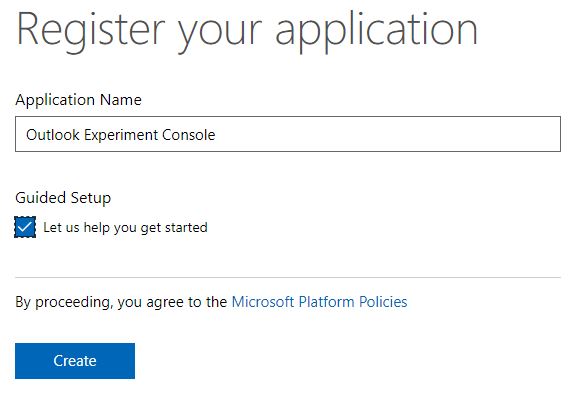 Register your application
Application Name
Outlook Experiment Console
Guided Setup
Let us help you get started
By proceeding, you agree to the Microsoft Platform Policies
Create